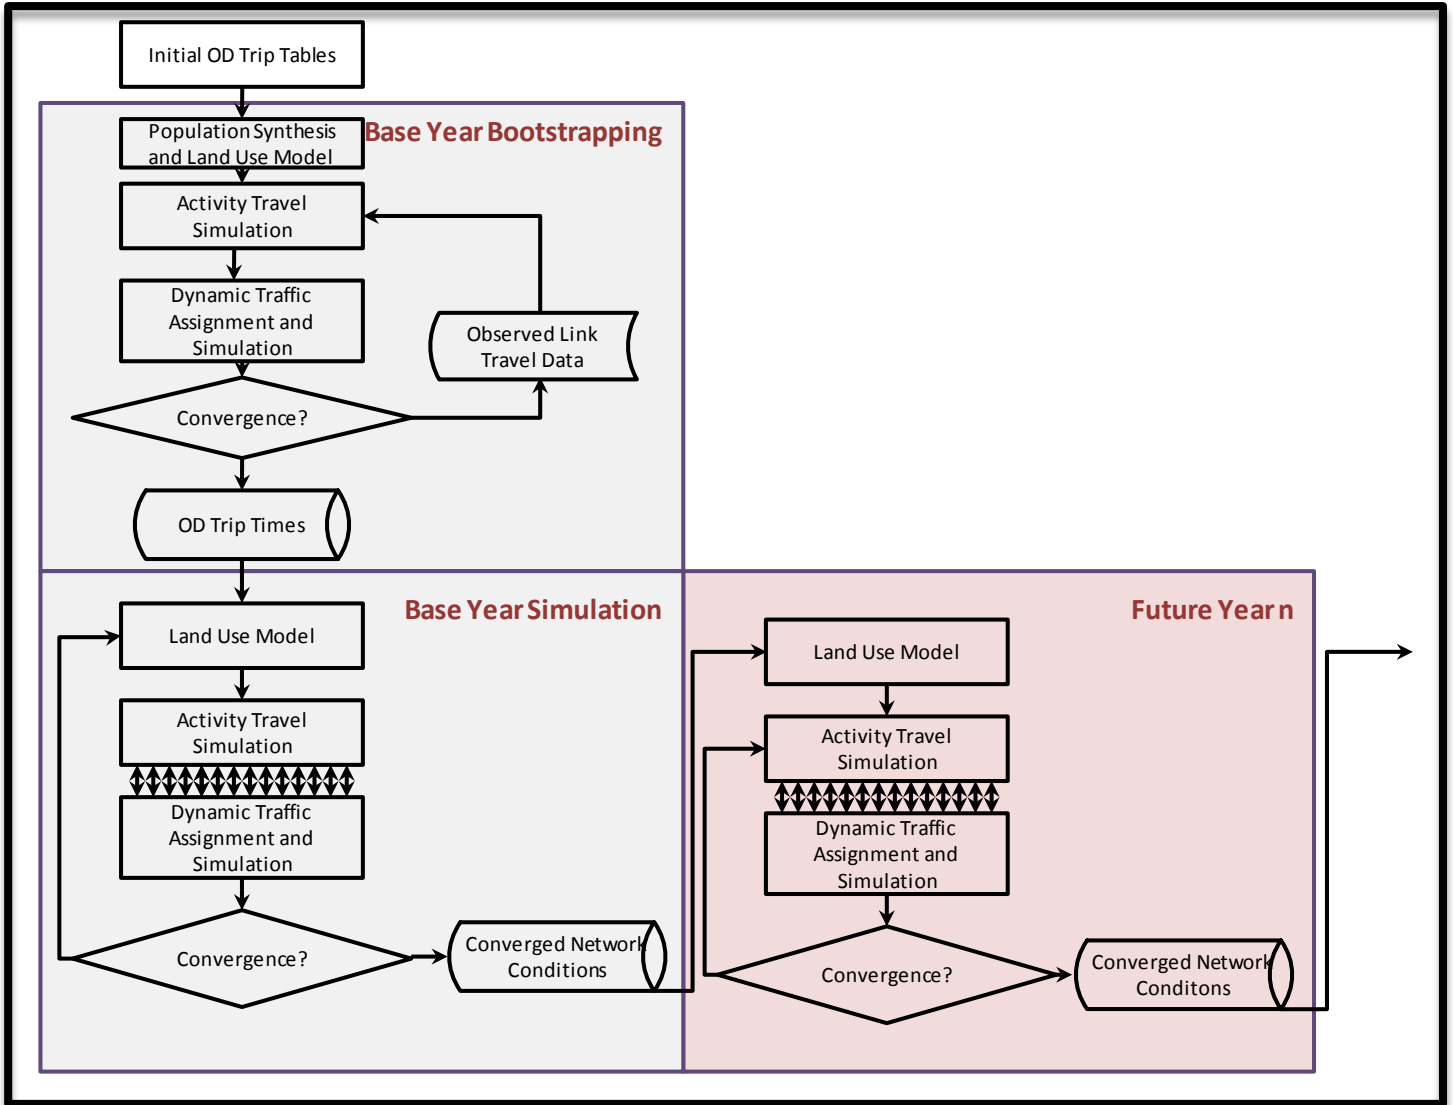 Initial OD Trip Tables
Base Year Bootstrapping
Population Synthesis
and Land Use Model
Activity Travel
Simulation
Dynamic Traffic
Assignment and
Simulation
Observed Link
Travel Data
Convergence?
OD Trip Times
Base Year Simulation
Land Use Model
Activity Travel
Simulation
Dynamic Traffic
Assignment and
Simulation
Convergence?
Converged Network
Conditions
Future Year n
Land Use Model
Activity Travel
Simulation
Dynamic Traffic
Assignment and
Simulation
Convergence?
Converged Network
Conditons